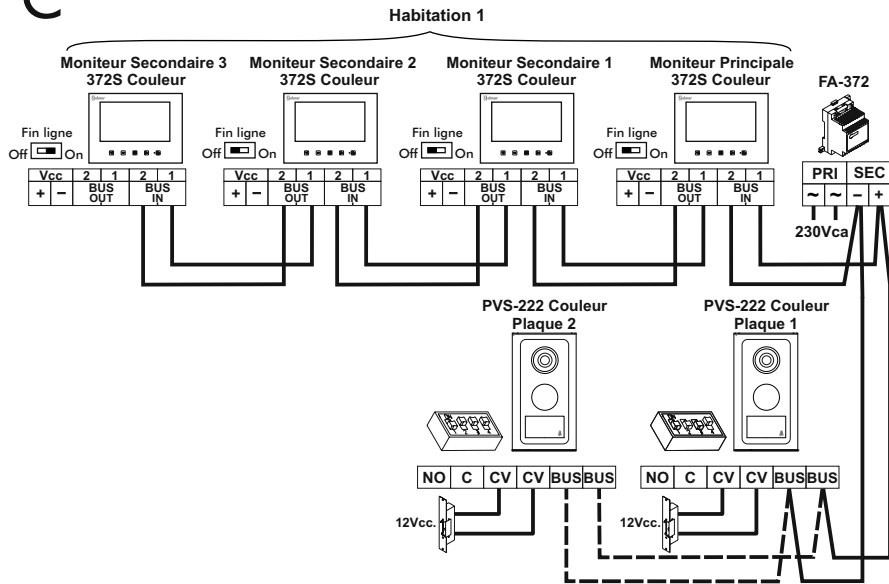 C
Habitation 1
Moniteur Secondaire 3
372S Couleur
Moniteur Secondaire 2
372S Couleur
Moniteur Secondaire 1
372S Couleur
Moniteur Principale
372S Couleur
FA-372
Fin ligne
Off On
Fin ligne
Off On
Fin ligne
Off On
Fin ligne
Off On
Vcc 2 1 2 1
+ − BUS OUT BUS IN
Vcc 2 1 2 1
+ − BUS OUT BUS IN
Vcc 2 1 2 1
+ − BUS OUT BUS IN
Vcc 2 1 2 1
+ − BUS OUT BUS IN
PRI SEC
~ ~ − +
230Vca
PVS-222 Couleur
Plaque 2
PVS-222 Couleur
Plaque 1
NO C CV CV BUS BUS
NO C CV CV BUS BUS
12Vcc.
12Vcc.